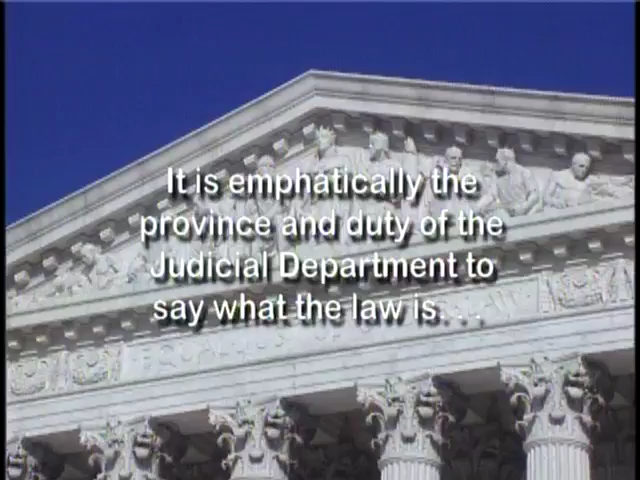 It is emphatically the
province and duty of the
Judicial Department to
say what the law is. . .